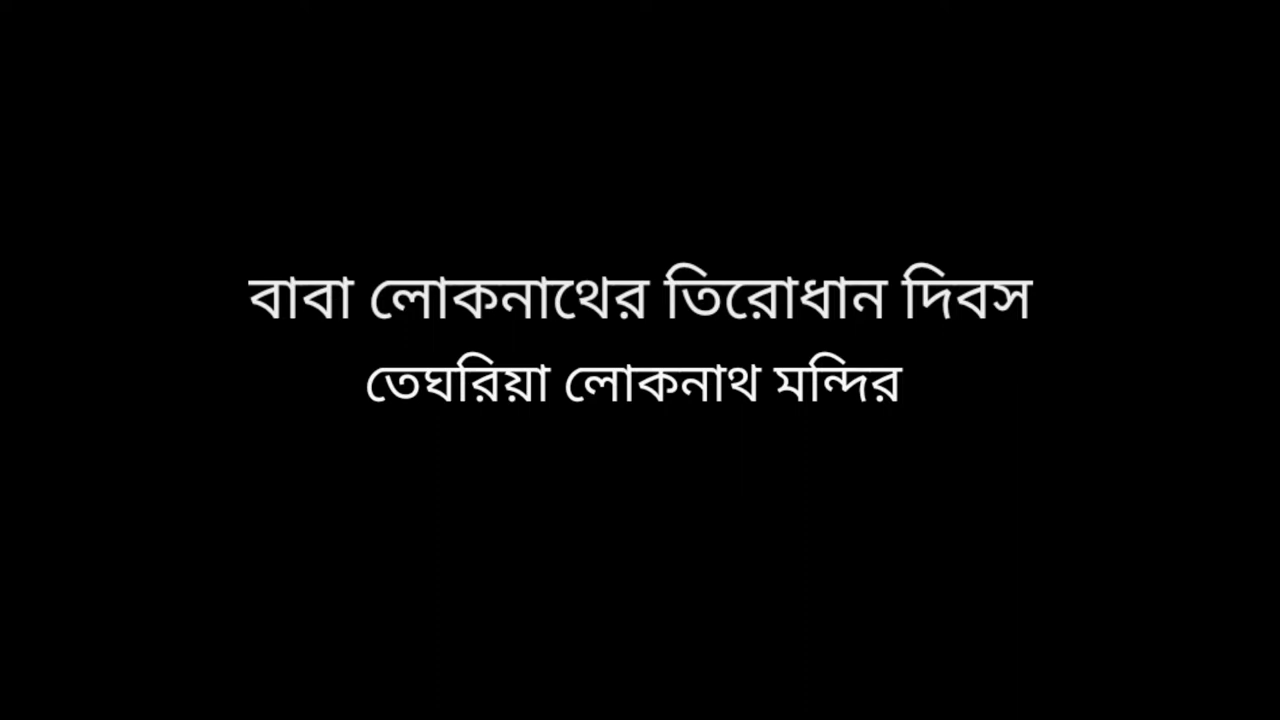 বাবা লোকনাথের তিরোধান দিবস
তেঘরিয়া লোকনাথ মন্দির